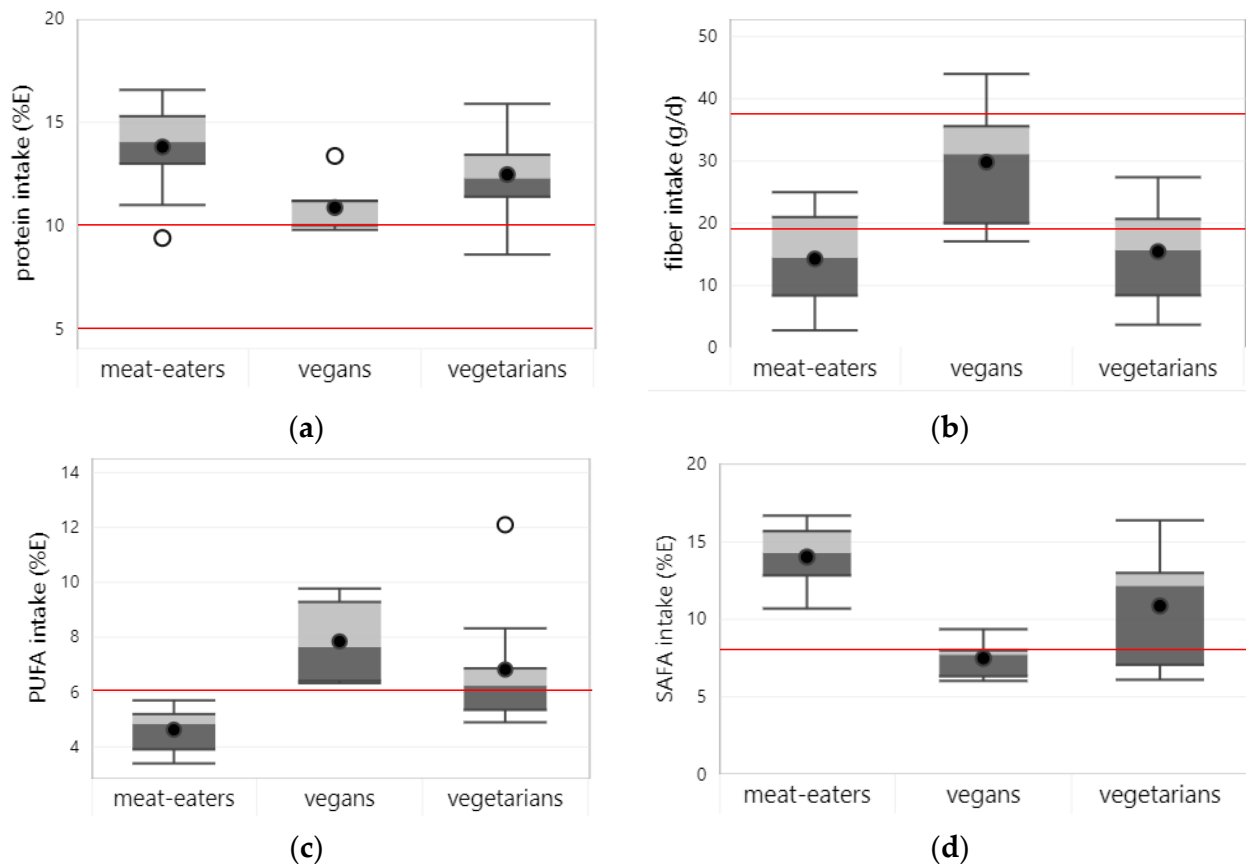 protein intake (%E)
20
15
10
5
meat-eaters vegans vegetarians
(a)
fiber intake (g/d)
50
40
30
20
10
0
meat-eaters vegans vegetarians
(b)
PUFA intake (%E)
14
12
10
8
6
4
meat-eaters vegans vegetarians
(c)
SAFA intake (%E)
20
15
10
5
0
meat-eaters vegans vegetarians
(d)